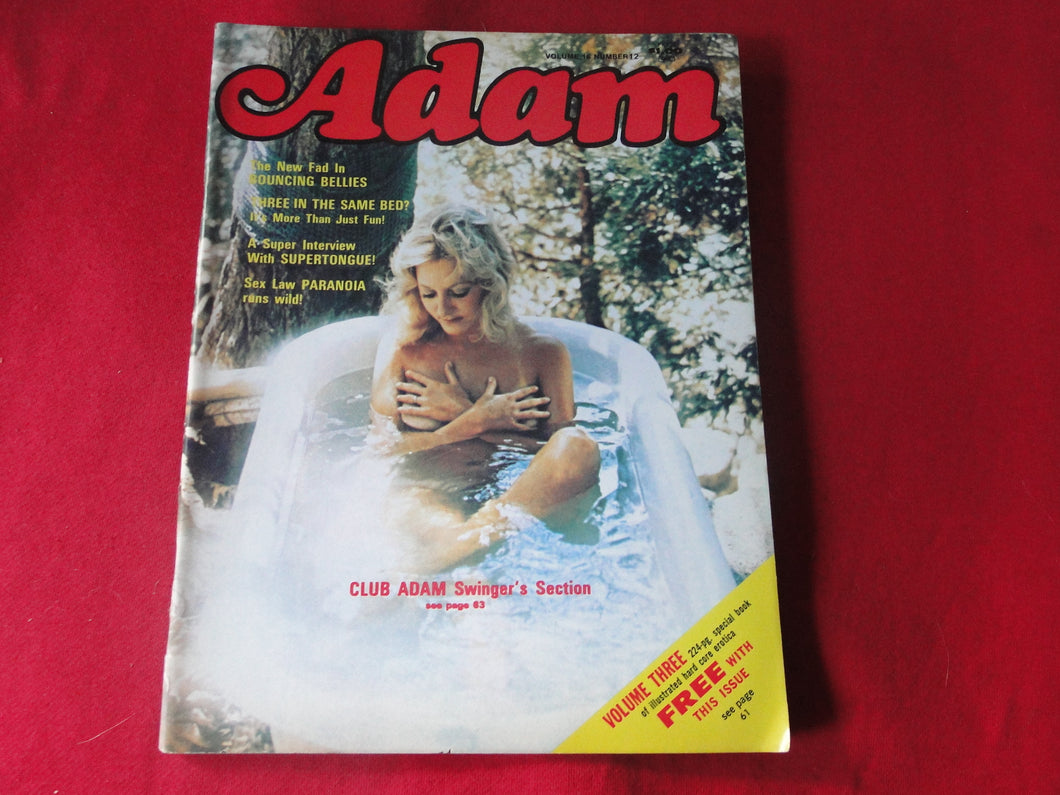 VOLUME 16 NUMBER 12
Adam
The New Fad In
BOUNCING BELLIES
THREE IN THE SAME BED?
It's More Than Just Fun!
A Super Interview
With SUPERTONGUE!
Sex Law PARANOIA
runs wild!
CLUB ADAM Swinger's Section
see page 63
VOLUME THREE 224-pg. special book
of illustrated hard core erotica
FREE WITH
THIS ISSUE
see page
61